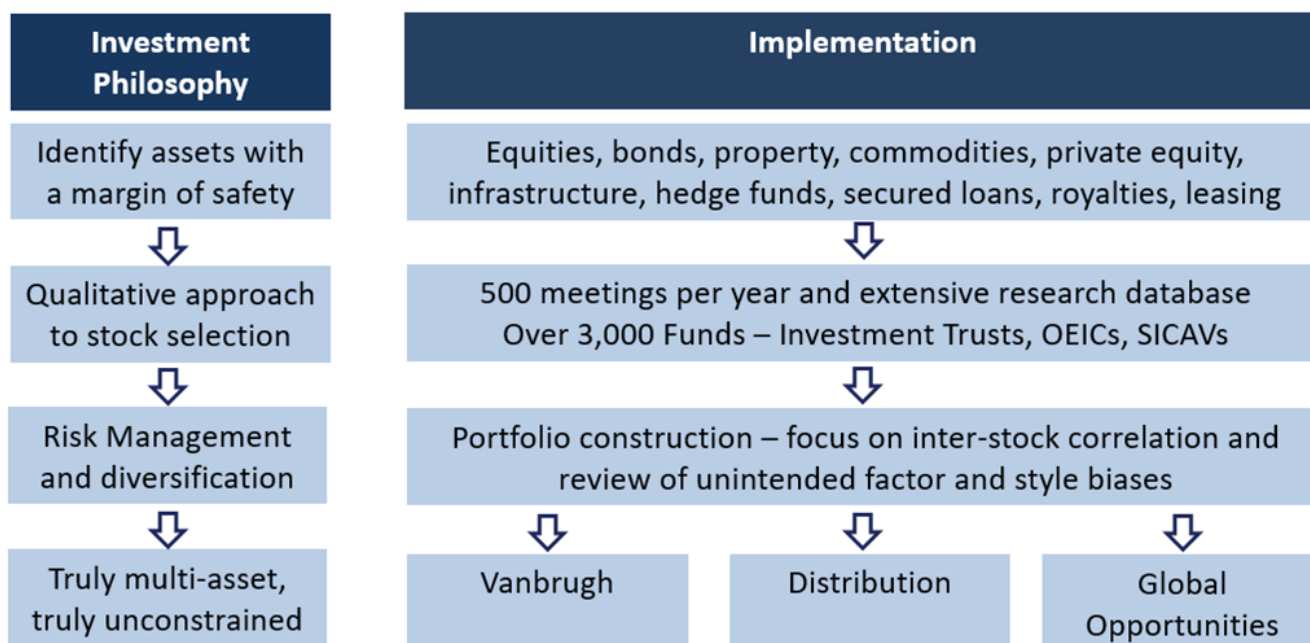 Investment
Philosophy
Implementation
Identify assets with
a margin of safety
Equities, bonds, property, commodities, private equity,
infrastructure, hedge funds, secured loans, royalties, leasing
Qualitative approach
to stock selection
500 meetings per year and extensive research database
Over 3,000 Funds – Investment Trusts, OEICs, SICAVs
Risk Management
and diversification
Portfolio construction – focus on inter-stock correlation and
review of unintended factor and style biases
Truly multi-asset,
truly unconstrained
Vanbrugh
Distribution
Global
Opportunities